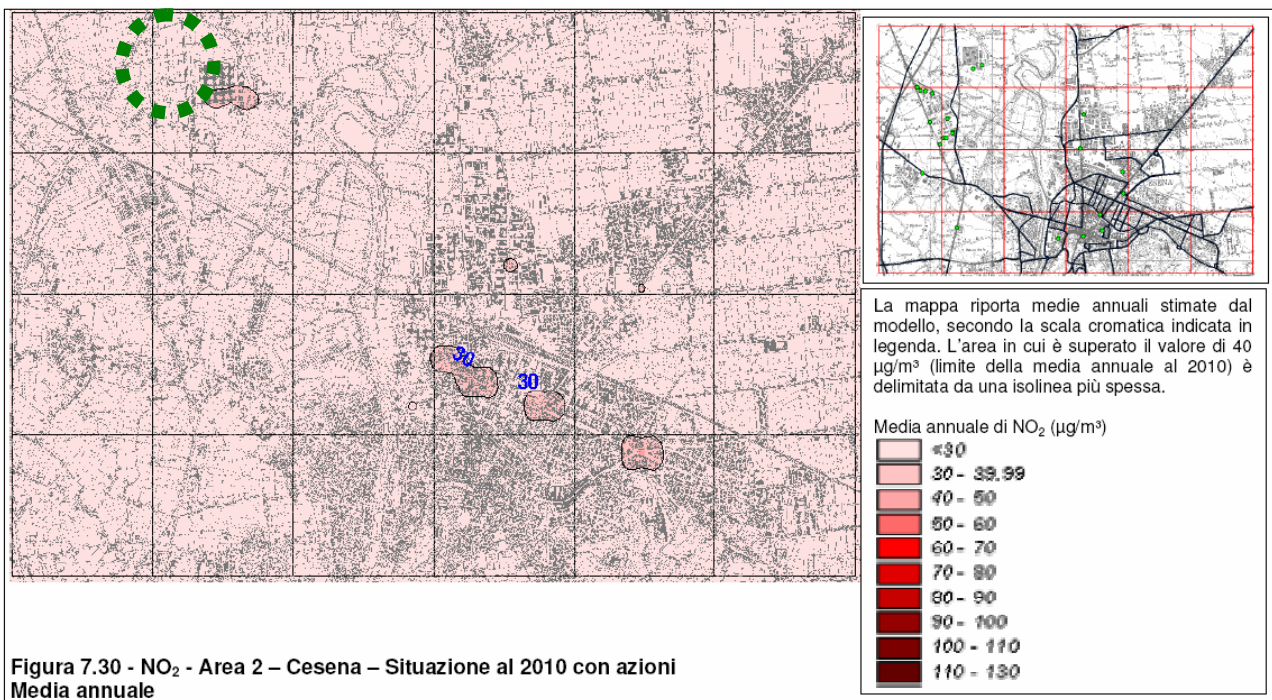 30
30
ESENA
La mappa riporta medie annuali stimate dal
modello, secondo la scala cromatica indicata in
legenda. L'area in cui è superato il valore di 40
µg/m³ (limite della media annuale al 2010) è
delimitata da una isolinea più spessa.
Media annuale di NO₂ (µg/m³)
<30
30 - 39.99
40 - 50
50 - 60
60 - 70
70 - 80
80 - 90
90 - 100
100 - 110
110 - 130
Figura 7.30 - NO₂ - Area 2 – Cesena – Situazione al 2010 con azioni
Media annuale